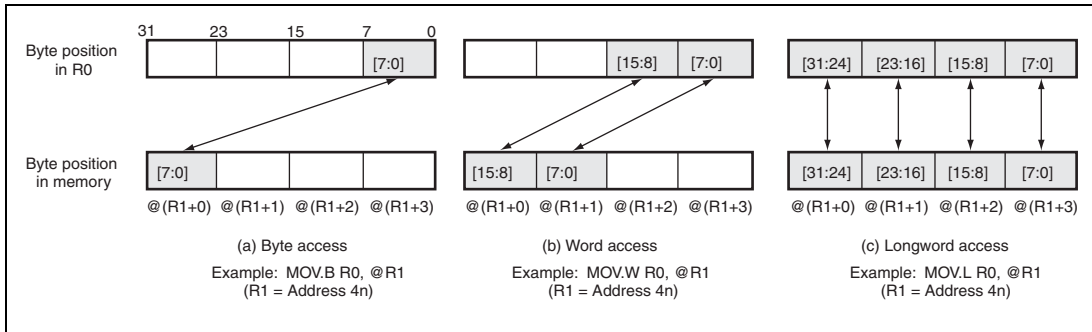 31 23 15 7 0
Byte position
in R0
[7:0]
[15:8] [7:0]
[31:24] [23:16] [15:8] [7:0]
Byte position
in memory
[7:0]
[15:8] [7:0]
[31:24] [23:16] [15:8] [7:0]
@(R1+0) @(R1+1) @(R1+2) @(R1+3)
@(R1+0) @(R1+1) @(R1+2) @(R1+3)
@(R1+0) @(R1+1) @(R1+2) @(R1+3)
(a) Byte access
Example: MOV.B R0, @R1
(R1 = Address 4n)
(b) Word access
Example: MOV.W R0, @R1
(R1 = Address 4n)
(c) Longword access
Example: MOV.L R0, @R1
(R1 = Address 4n)